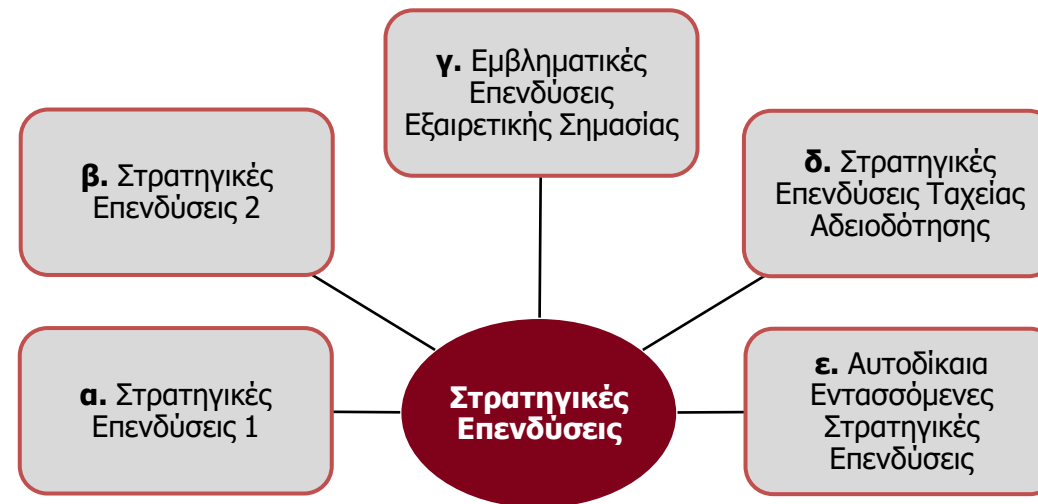 γ. Εμβληματικές
Επενδύσεις
Εξαιρετικής Σημασίας
β. Στρατηγικές
Επενδύσεις 2
δ. Στρατηγικές
Επενδύσεις Ταχείας
Αδειοδότησης
α. Στρατηγικές
Επενδύσεις 1
Στρατηγικές
Επενδύσεις
ε. Αυτοδίκαια
Εντασσόμενες
Στρατηγικές
Επενδύσεις